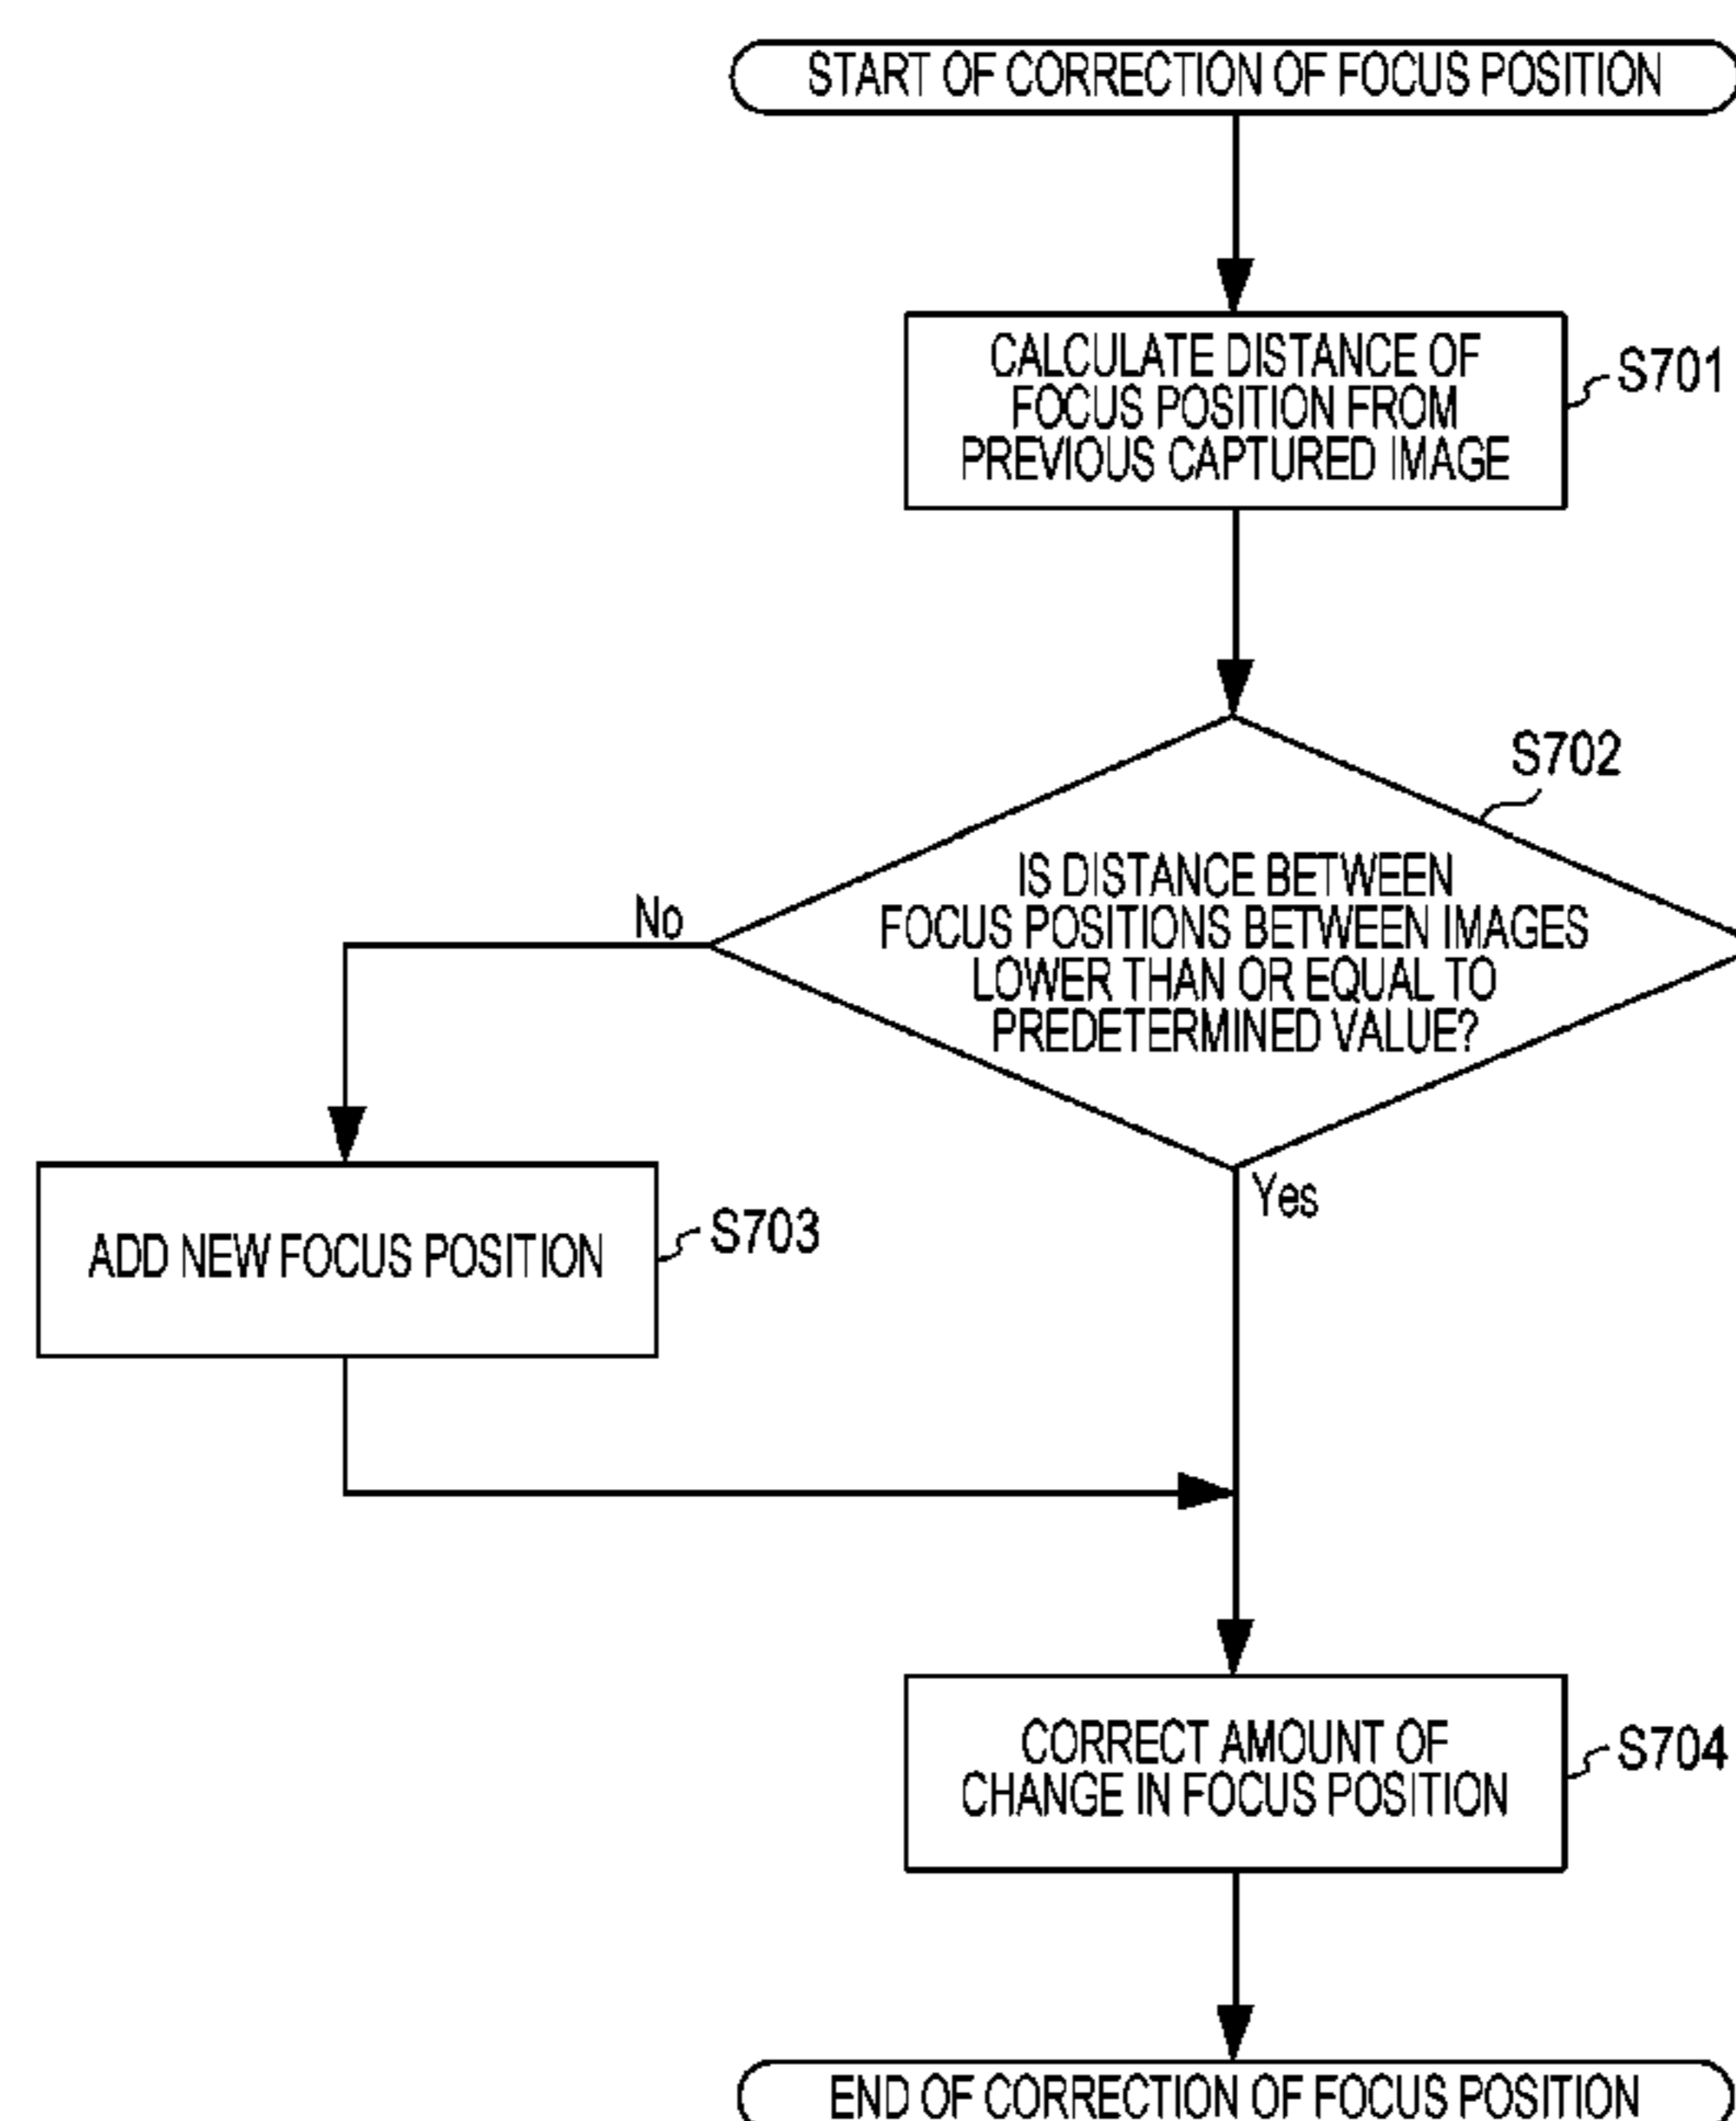 START OF CORRECTION OF FOCUS POSITION
CALCULATE DISTANCE OF
FOCUS POSITION FROM
PREVIOUS CAPTURED IMAGE
S701
S702
IS DISTANCE BETWEEN
FOCUS POSITIONS BETWEEN IMAGES
LOWER THAN OR EQUAL TO
PREDETERMINED VALUE?
No
Yes
ADD NEW FOCUS POSITION
S703
CORRECT AMOUNT OF
CHANGE IN FOCUS POSITION
S704
END OF CORRECTION OF FOCUS POSITION